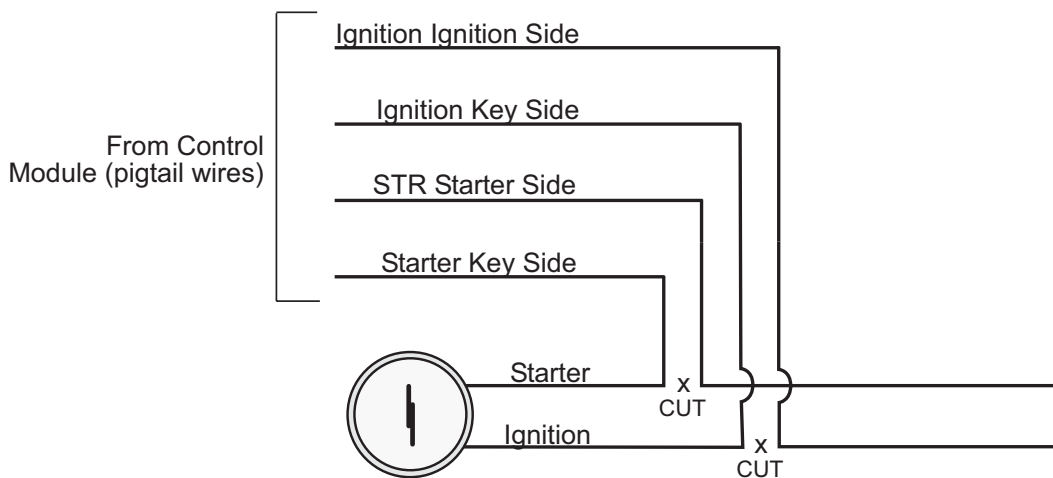 Ignition Ignition Side
Ignition Key Side
From Control
Module (pigtail wires)
STR Starter Side
Starter Key Side
Starter
x
CUT
Ignition
x
CUT